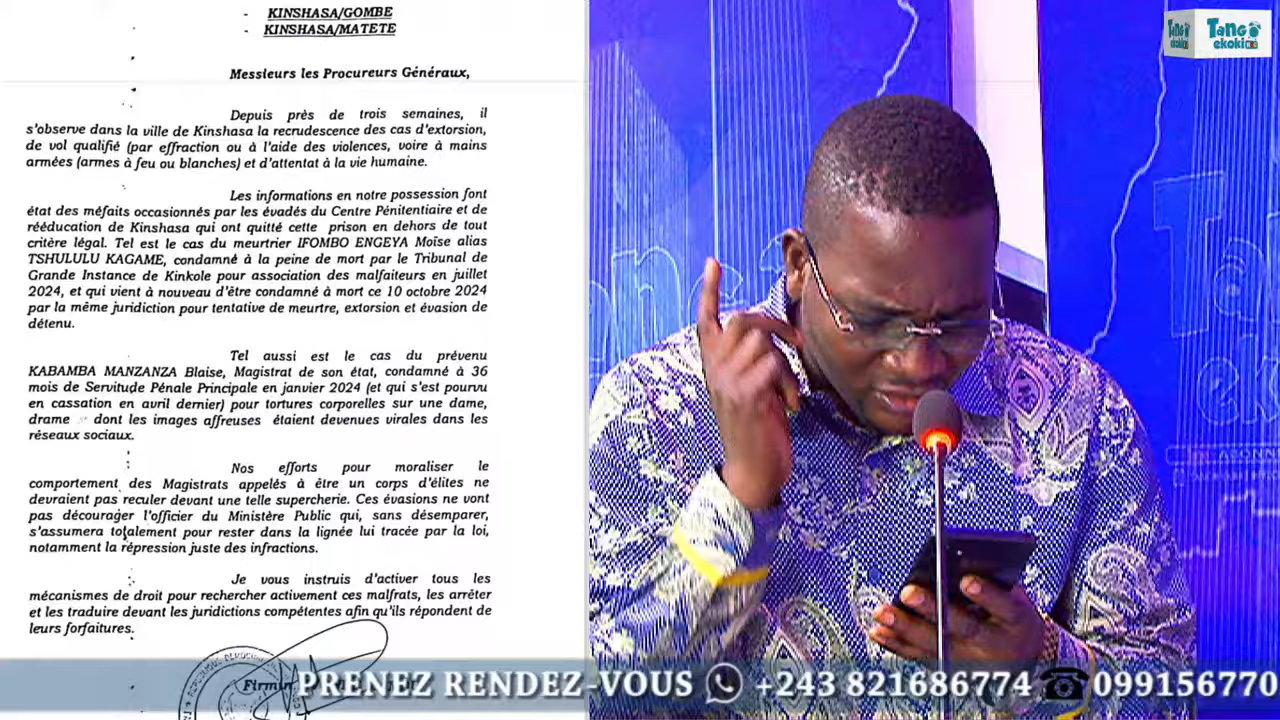 - KINSHASA/GOMBE
- KINSHASA/MATETE
Messieurs les Procureurs Généraux,
Depuis près de trois semaines, il
s'observe dans la ville de Kinshasa la recrudescence des cas d'extorsion,
de vol qualifié (par effraction ou à l'aide des violences, voire à mains
armées (armes à feu ou blanches) et d'attentat à la vie humaine.
Les informations en notre possession font
état des méfaits occasionnés par les évadés du Centre Pénitentiaire et de
rééducation de Kinshasa qui ont quitté cette prison en dehors de tout
critère légal. Tel est le cas du meurtrier IFOMBO ENGEYA Moïse alias
TSHULULU KAGAME, condamné à la peine de mort par le Tribunal de
Grande Instance de Kinkole pour association des malfaiteurs en juillet
2024, et qui vient à nouveau d'être condamné à mort ce 10 octobre 2024
par la même juridiction pour tentative de meurtre, extorsion et évasion de
détenu.
Tel aussi est le cas du prévenu
KABAMBA MANZANZA Blaise, Magistrat de son état, condamné à 36
mois de Servitude Pénale Principale en janvier 2024 (et qui s'est pourvu
en cassation en avril dernier) pour tortures corporelles sur une dame,
drame dont les images affreuses étaient devenues virales dans les
réseaux sociaux.
Nos efforts pour moraliser le
comportement des Magistrats appelés à être un corps d'élites ne
devraient pas reculer devant une telle supercherie. Ces évasions ne vont
pas décourager l'officier du Ministère Public qui, sans désemparer,
s'assumera totalement pour rester dans la lignée lui tracée par la loi,
notamment la répression juste des infractions.
Je vous instruis d'activer tous les
mécanismes de droit pour rechercher activement ces malfrats, les arrêter
et les traduire devant les juridictions compétentes afin qu'ils répondent de
leurs forfaitures.
Tango
ekoki
PRENEZ RENDEZ-VOUS +243 821686774 099156770